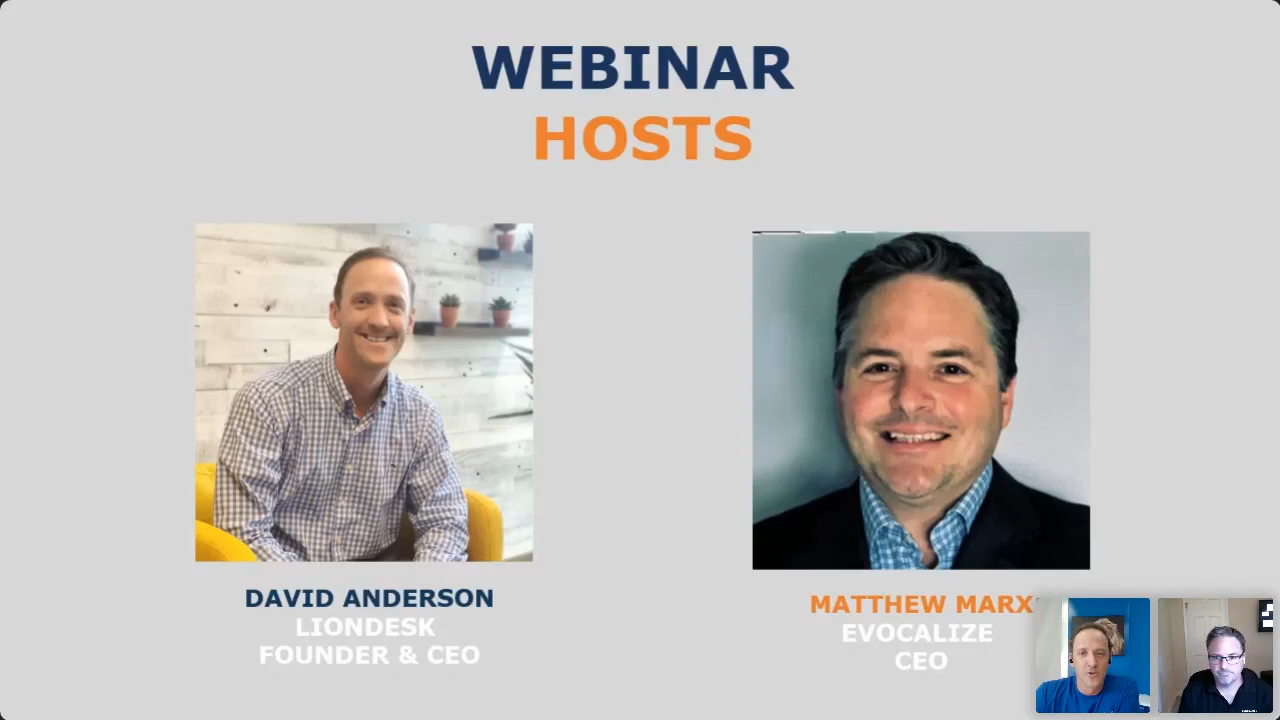 WEBINAR
HOSTS
DAVID ANDERSON
LIONDESK
FOUNDER & CEO
MATTHEW MARX
EVOCALIZE
CEO